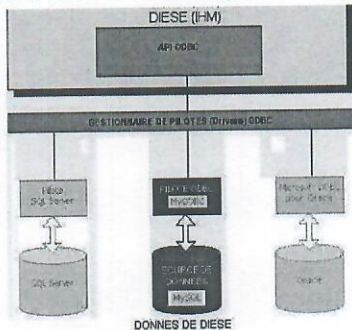 DIESE (IHM)
API ODBC
GESTIONNAIRE DE PILOTES (Drivers) ODBC
Pilote
SQL Server
PILOTE ODBC
MyODBC
Microsoft ODBC
pour Oracle
SQL Server
SOURCE DE
DONNEES
MySQL
Oracle
DONNES DE DIESE